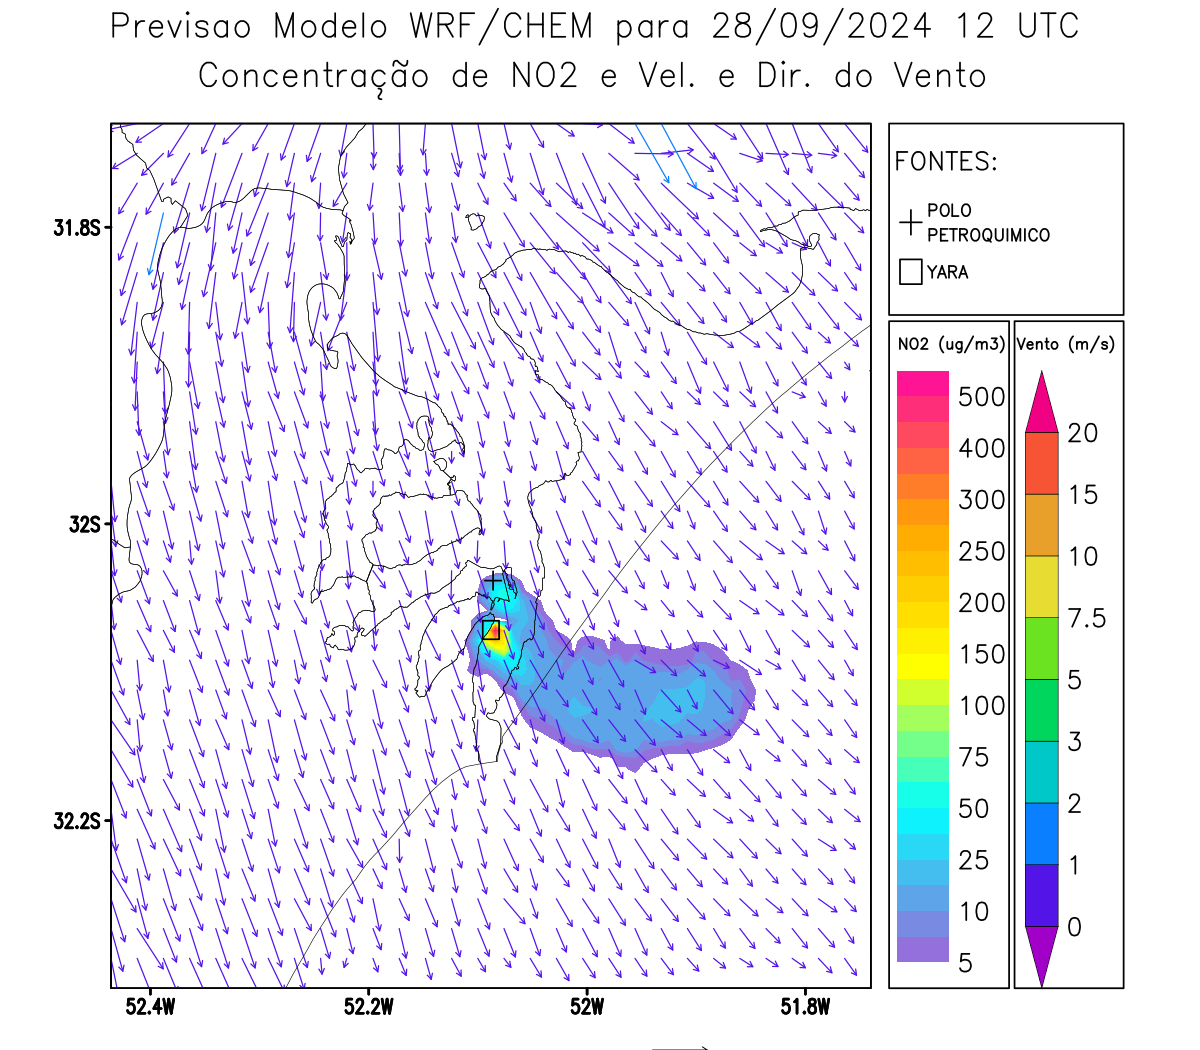 Previsao Modelo WRF/CHEM para 28/09/2024 12 UTC
Concentração de NO2 e Vel. e Dir. do Vento
FONTES:
POLO
PETROQUIMICO
YARA
NO2 (ug/m3)
500
400
300
250
200
150
100
75
50
25
10
5
Vento (m/s)
20
15
10
7.5
5
3
2
1
0
31.8S
32S
32.2S
52.4W
52.2W
52W
51.8W